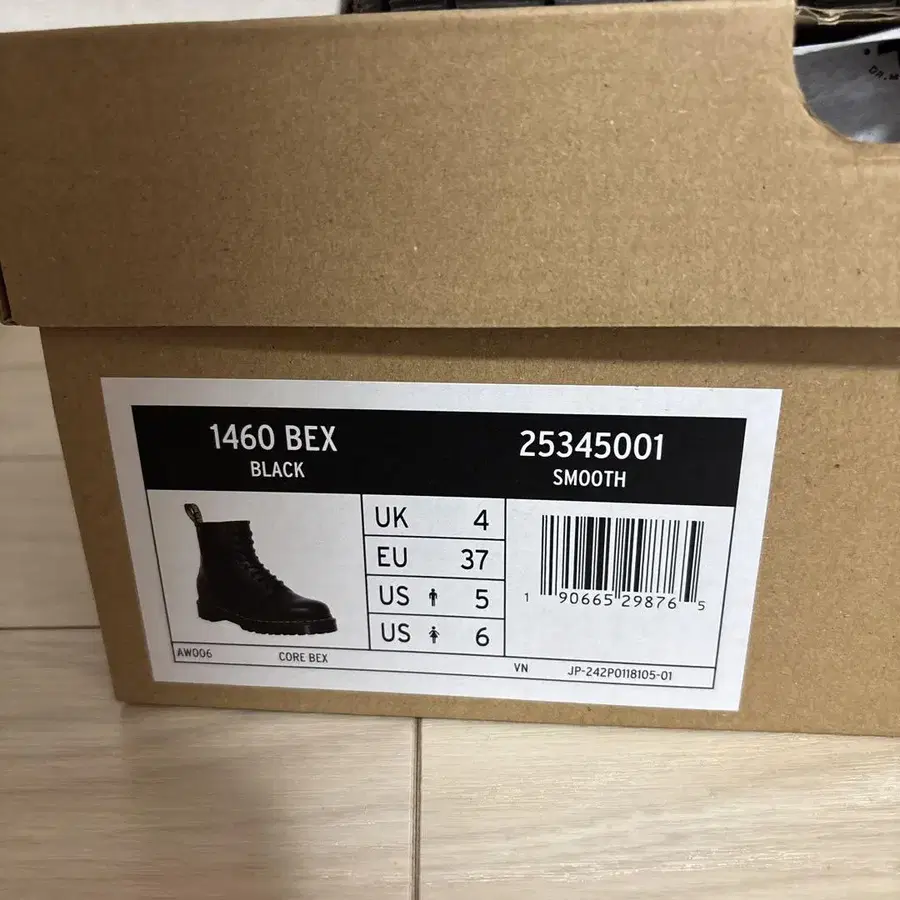 1460 BEX
BLACK
25345001
SMOOTH
UK 4
EU 37
US 5
US 6
1 90665 29876 5
AW006 CORE BEX
VN JP-242P0118105-01